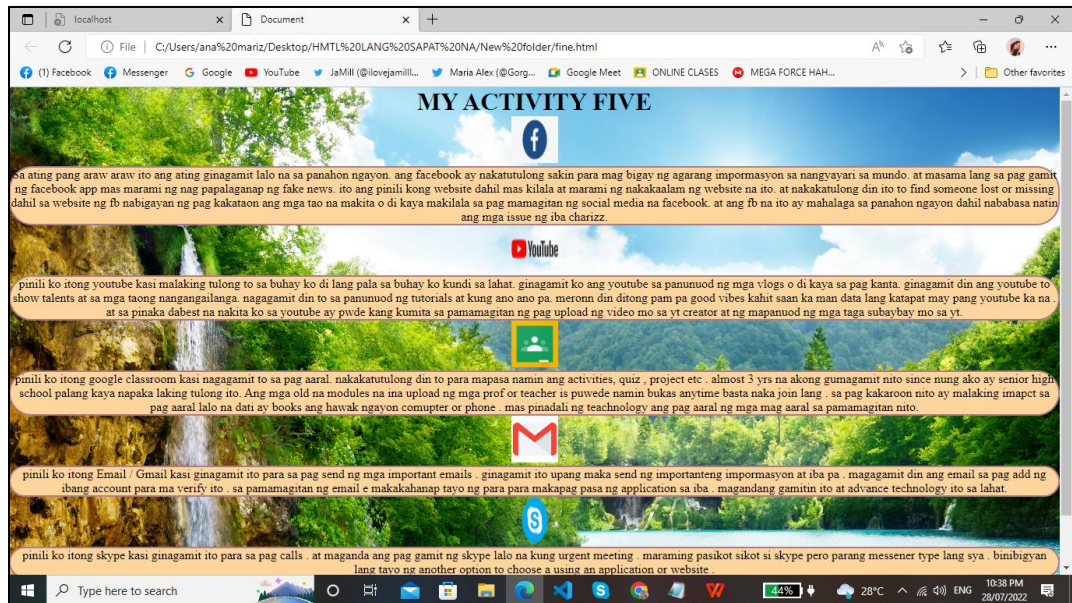 localhost
Document
File
C:/Users/ana%20mariz/Desktop/HMTL%20LANG%20SAPAT%20NA/New%20folder/fine.html
(1) Facebook
Messenger
Google
YouTube
JaMill (@ilovejamilll...
Maria Alex (@Gorg...
Google Meet
ONLINE CLASES
MEGA FORCE HAH...
Other favorites
MY ACTIVITY FIVE
Sa ating pang araw araw ito ang ating ginagamit lalo na sa panahon ngayon. ang facebook ay nakatutulong sakin para mag bigay ng agarang impormasyon sa nangyayari sa mundo. at masama lang sa pag gamit
ng facebook app mas marami ng nag papalaganap ng fake news. ito ang pinili kong website dahil mas kilala at marami ng nakakaalam ng website na ito. at nakakatulong din ito to find someone lost or missing
dahil sa website ng fb nabigayan ng pag kakataon ang mga tao na makita o di kaya makilala sa pag mamagitan ng social media na facebook. at ang fb na ito ay mahalaga sa panahon ngayon dahil nababasa natin
ang mga issue ng iba charizz.
YouTube
pinili ko itong youtube kasi malaking tulong to sa buhay ko di lang pala sa buhay ko kundi sa lahat. ginagamit ko ang youtube sa panunuod ng mga vlogs o di kaya sa pag kanta. ginagamit din ang youtube to
show talents at sa mga taong nangangailanga. nagagamit din to sa panunuod ng tutorials at kung ano ano pa. meronn din ditong pam pa good vibes kahit saan ka man data lang katapat may pang youtube ka na .
at sa pinaka dabest na nakita ko sa youtube ay pwde kang kumita sa pamamagitan ng pag upload ng video mo sa yt creator at ng mapanuod ng mga taga subaybay mo sa yt.
pinili ko itong google classroom kasi nagagamit to sa pag aaral. nakakatutulong din to para mapasa namin ang activities, quiz , project etc . almost 3 yrs na akong gumagamit nito since nung ako ay senior high
school palang kaya napaka laking tulong ito. Ang mga old na modules na ina upload ng mga prof or teacher is puwede namin bukas anytime basta naka join lang . sa pag kakaroon nito ay malaking imapct sa
pag aaral lalo na dati ay books ang hawak ngayon comupter or phone . mas pinadali ng teachnology ang pag aaral ng mga mag aaral sa pamamagitan nito.
pinili ko itong Email / Gmail kasi ginagamit ito para sa pag send ng mga important emails . ginagamit ito upang maka send ng importanteng impormasyon at iba pa . magagamit din ang email sa pag add ng
ibang account para ma verify ito . sa pamamagitan ng email e makakahanap tayo ng para para makapag pasa ng application sa iba . magandang gamitin ito at advance technology ito sa lahat.
pinili ko itong skype kasi ginagamit ito para sa pag calls . at maganda ang pag gamit ng skype lalo na kung urgent meeting . maraming pasikot sikot si skype pero parang messener type lang sya . binibigyan
lang tayo ng another option to choose a using an application or website .
Type here to search
44%
28°C
ENG
10:38 PM
28/07/2022